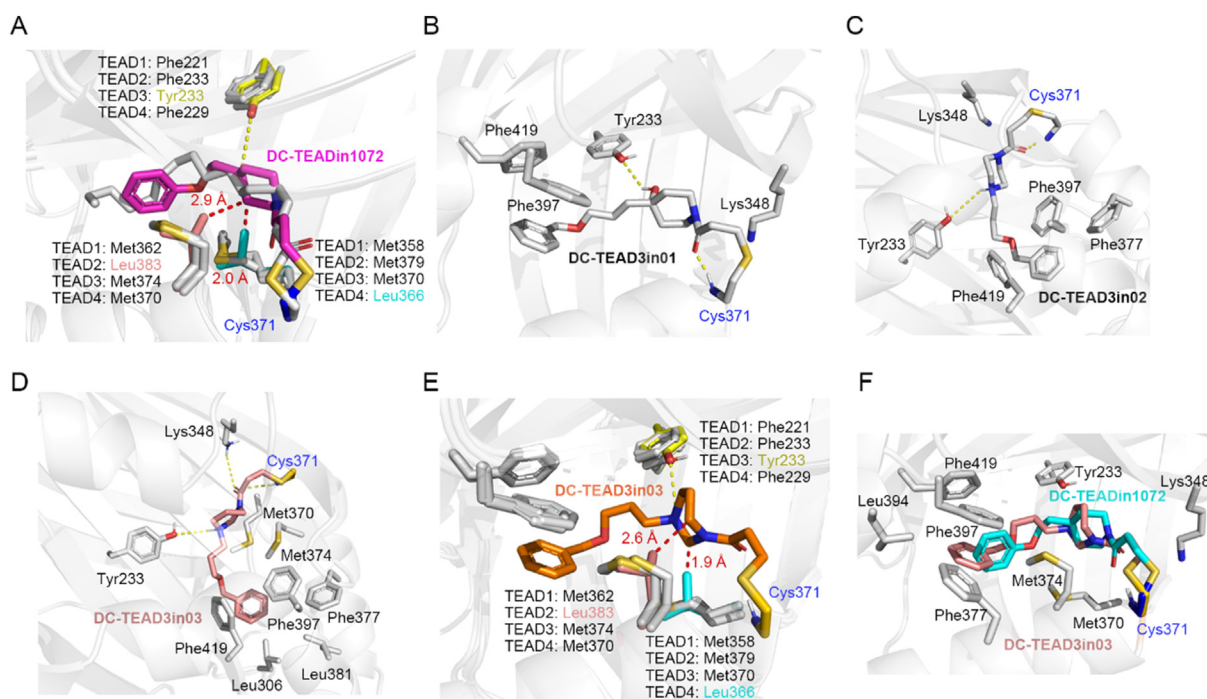 A
TEAD1: Phe221
TEAD2: Phe233
TEAD3: Tyr233
TEAD4: Phe229
DC-TEADin1072
2.9 Å
2.0 Å
TEAD1: Met362
TEAD2: Leu383
TEAD3: Met374
TEAD4: Met370
TEAD1: Met358
TEAD2: Met379
TEAD3: Met370
TEAD4: Leu366
Cys371
B
Phe419
Tyr233
Phe397
Lys348
DC-TEAD3in01
Cys371
C
Cys371
Lys348
Phe397
Tyr233
Phe377
Phe419
DC-TEAD3in02
D
Lys348
Cys371
Met370
Met374
Tyr233
DC-TEAD3in03
Phe397
Phe377
Phe419
Leu381
Leu306
E
TEAD1: Phe221
TEAD2: Phe233
TEAD3: Tyr233
TEAD4: Phe229
DC-TEAD3in03
2.6 Å
1.9 Å
Cys371
TEAD1: Met362
TEAD2: Leu383
TEAD3: Met374
TEAD4: Met370
TEAD1: Met358
TEAD2: Met379
TEAD3: Met370
TEAD4: Leu366
F
Phe419
Tyr233
Lys348
DC-TEADin1072
Leu394
Phe397
Met374
Phe377
Met370
Cys371
DC-TEAD3in03